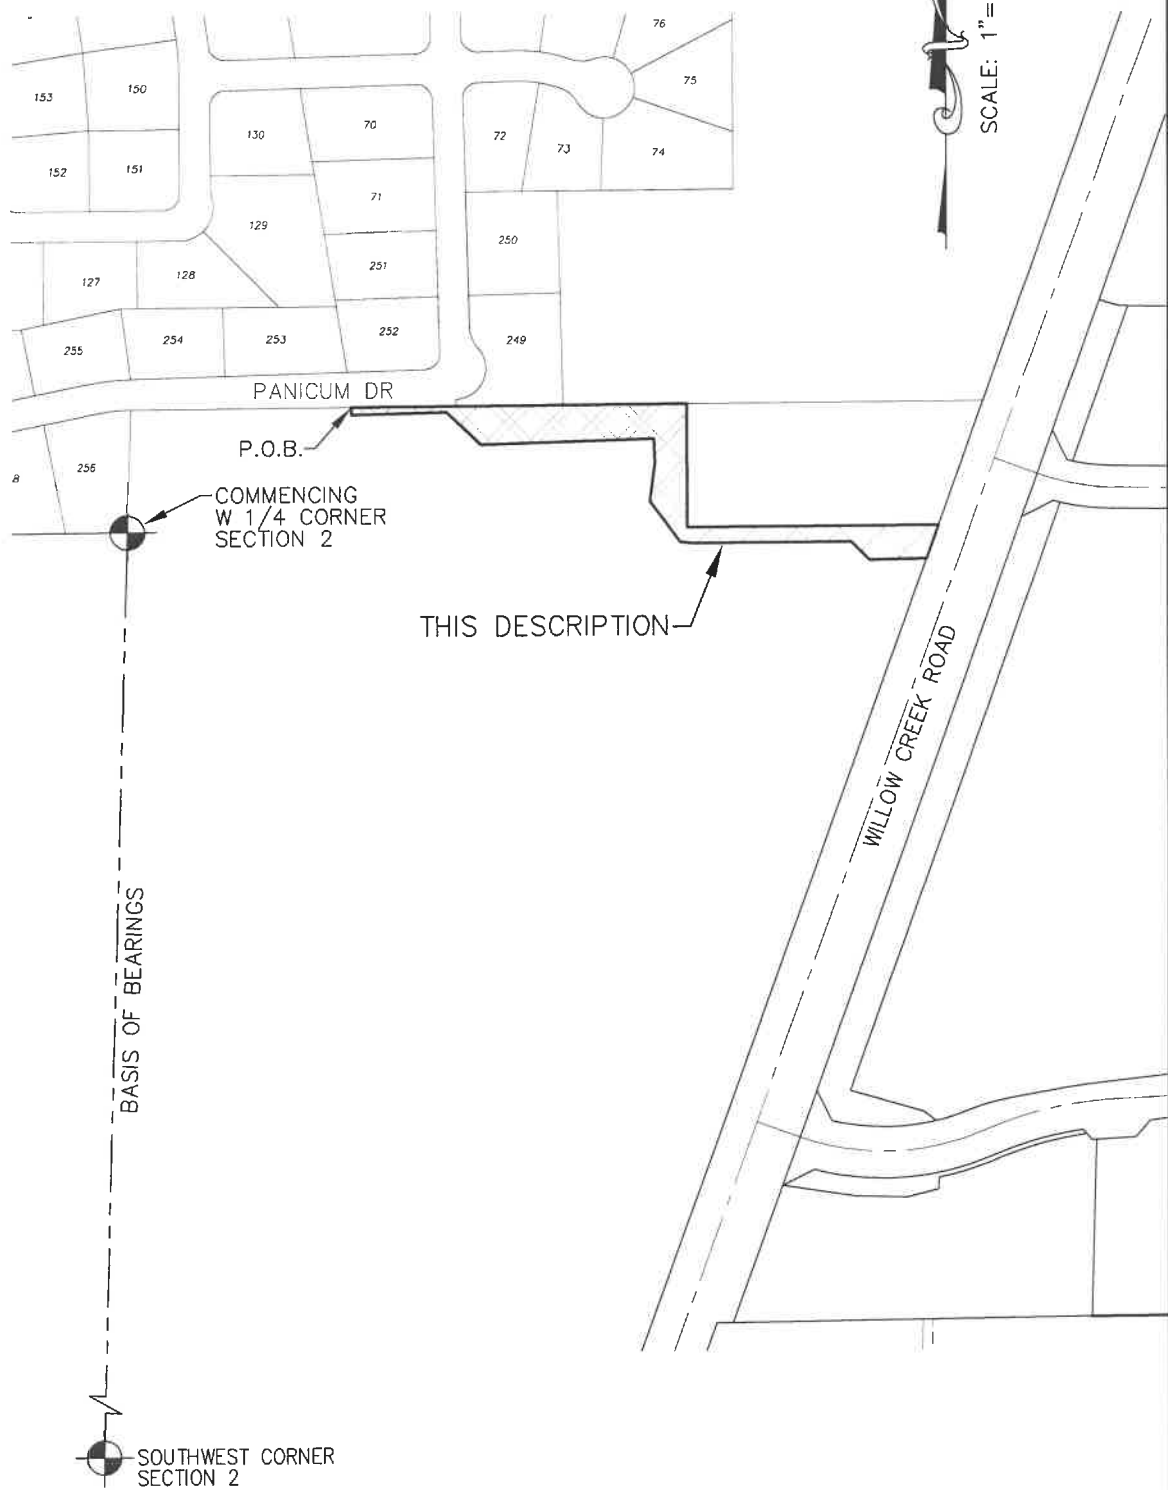 76
153
150
75
130
70
72
73
74
152
151
71
129
250
251
127
128
255
254
253
252
249
PANICUM DR
P.O.B.
256
8
COMMENCING
W 1/4 CORNER
SECTION 2
THIS DESCRIPTION
SCALE: 1"=
WILLOW CREEK ROAD
BASIS OF BEARINGS
SOUTHWEST CORNER
SECTION 2